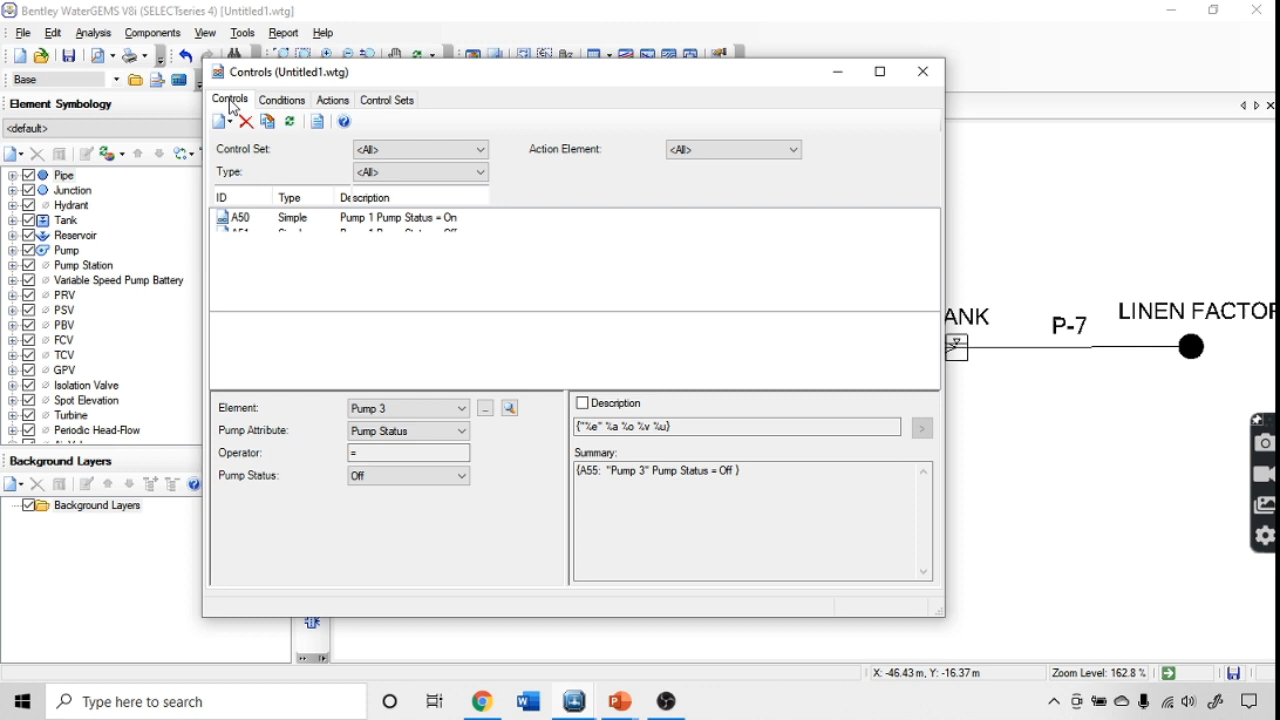 Bentley WaterGEMS V8i (SELECTseries 4) [Untitled1.wtg]
File Edit Analysis Components View Tools Report Help
Base
Controls (Untitled1.wtg)
Element Symbology
<default>
Controls Conditions Actions Control Sets
Control Set: <All> Action Element: <All>
Type: <All>
ID Type Description
A50 Simple Pump 1 Pump Status = On
Pipe
Junction
Hydrant
Tank
Reservoir
Pump
Pump Station
Variable Speed Pump Battery
PRV
PSV
PBV
FCV
TCV
GPV
Isolation Valve
Spot Elevation
Turbine
Periodic Head-Flow
ANK P-7 LINEN FACTOR
Element: Pump 3 ...
Pump Attribute: Pump Status
Operator: =
Pump Status: Off
Description
{"%e" %a %o %v %u} >
Summary:
{A55: "Pump 3" Pump Status = Off }
Background Layers
Background Layers
X: -46.43 m, Y: -16.37 m Zoom Level: 162.8 %
Type here to search